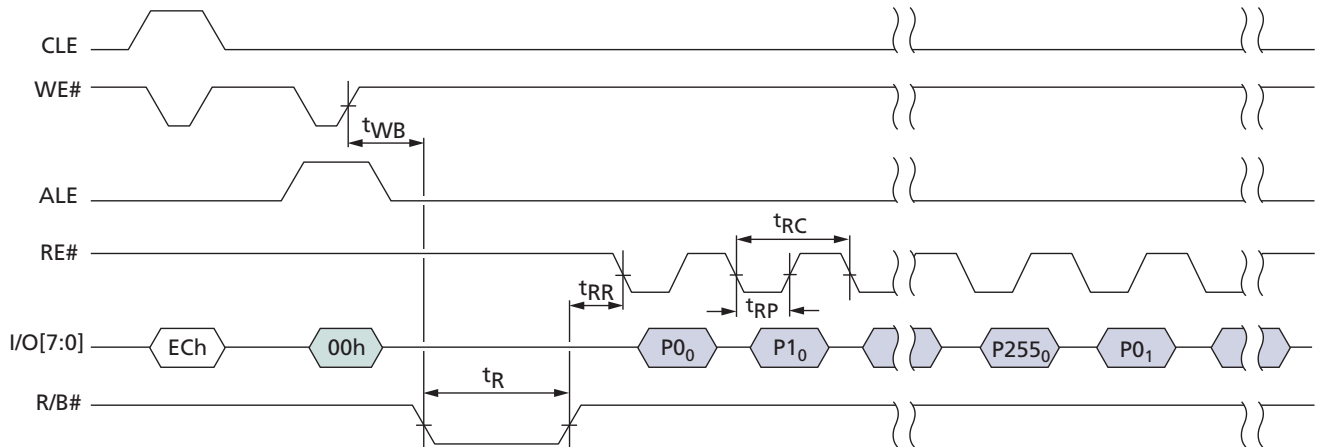 CLE
WE#
tWB
ALE
tRC
RE#
tRR
tRP
I/O[7:0]
ECh
00h
P0₀
P1₀
P255₀
P0₁
tR
R/B#